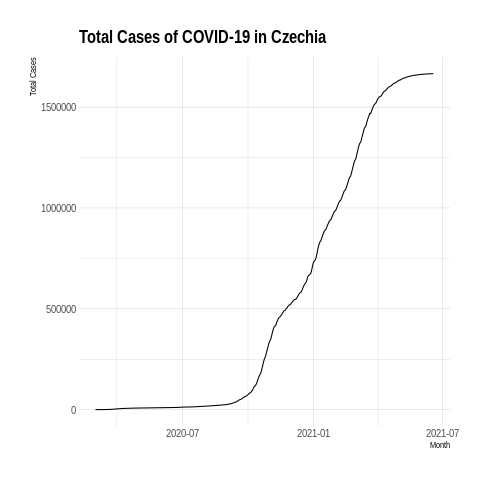 Total Cases of COVID-19 in Czechia
Total Cases
1500000
1000000
500000
0
2020-07
2021-01
2021-07
Month